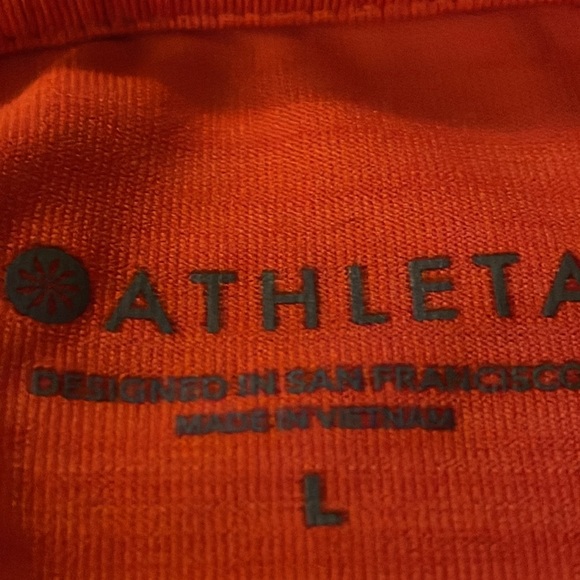 ATHLETA
DESIGNED IN SAN FRANCISCO
MADE IN VIETNAM
L